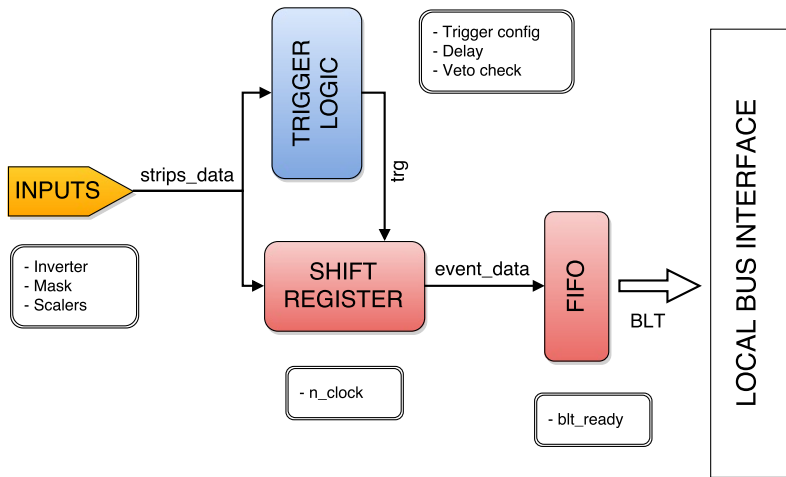 TRIGGER
LOGIC
- Trigger config
- Delay
- Veto check
INPUTS
strips_data
trg
- Inverter
- Mask
- Scalers
SHIFT
REGISTER
event_data
FIFO
BLT
LOCAL BUS INTERFACE
- n_clock
- blt_ready